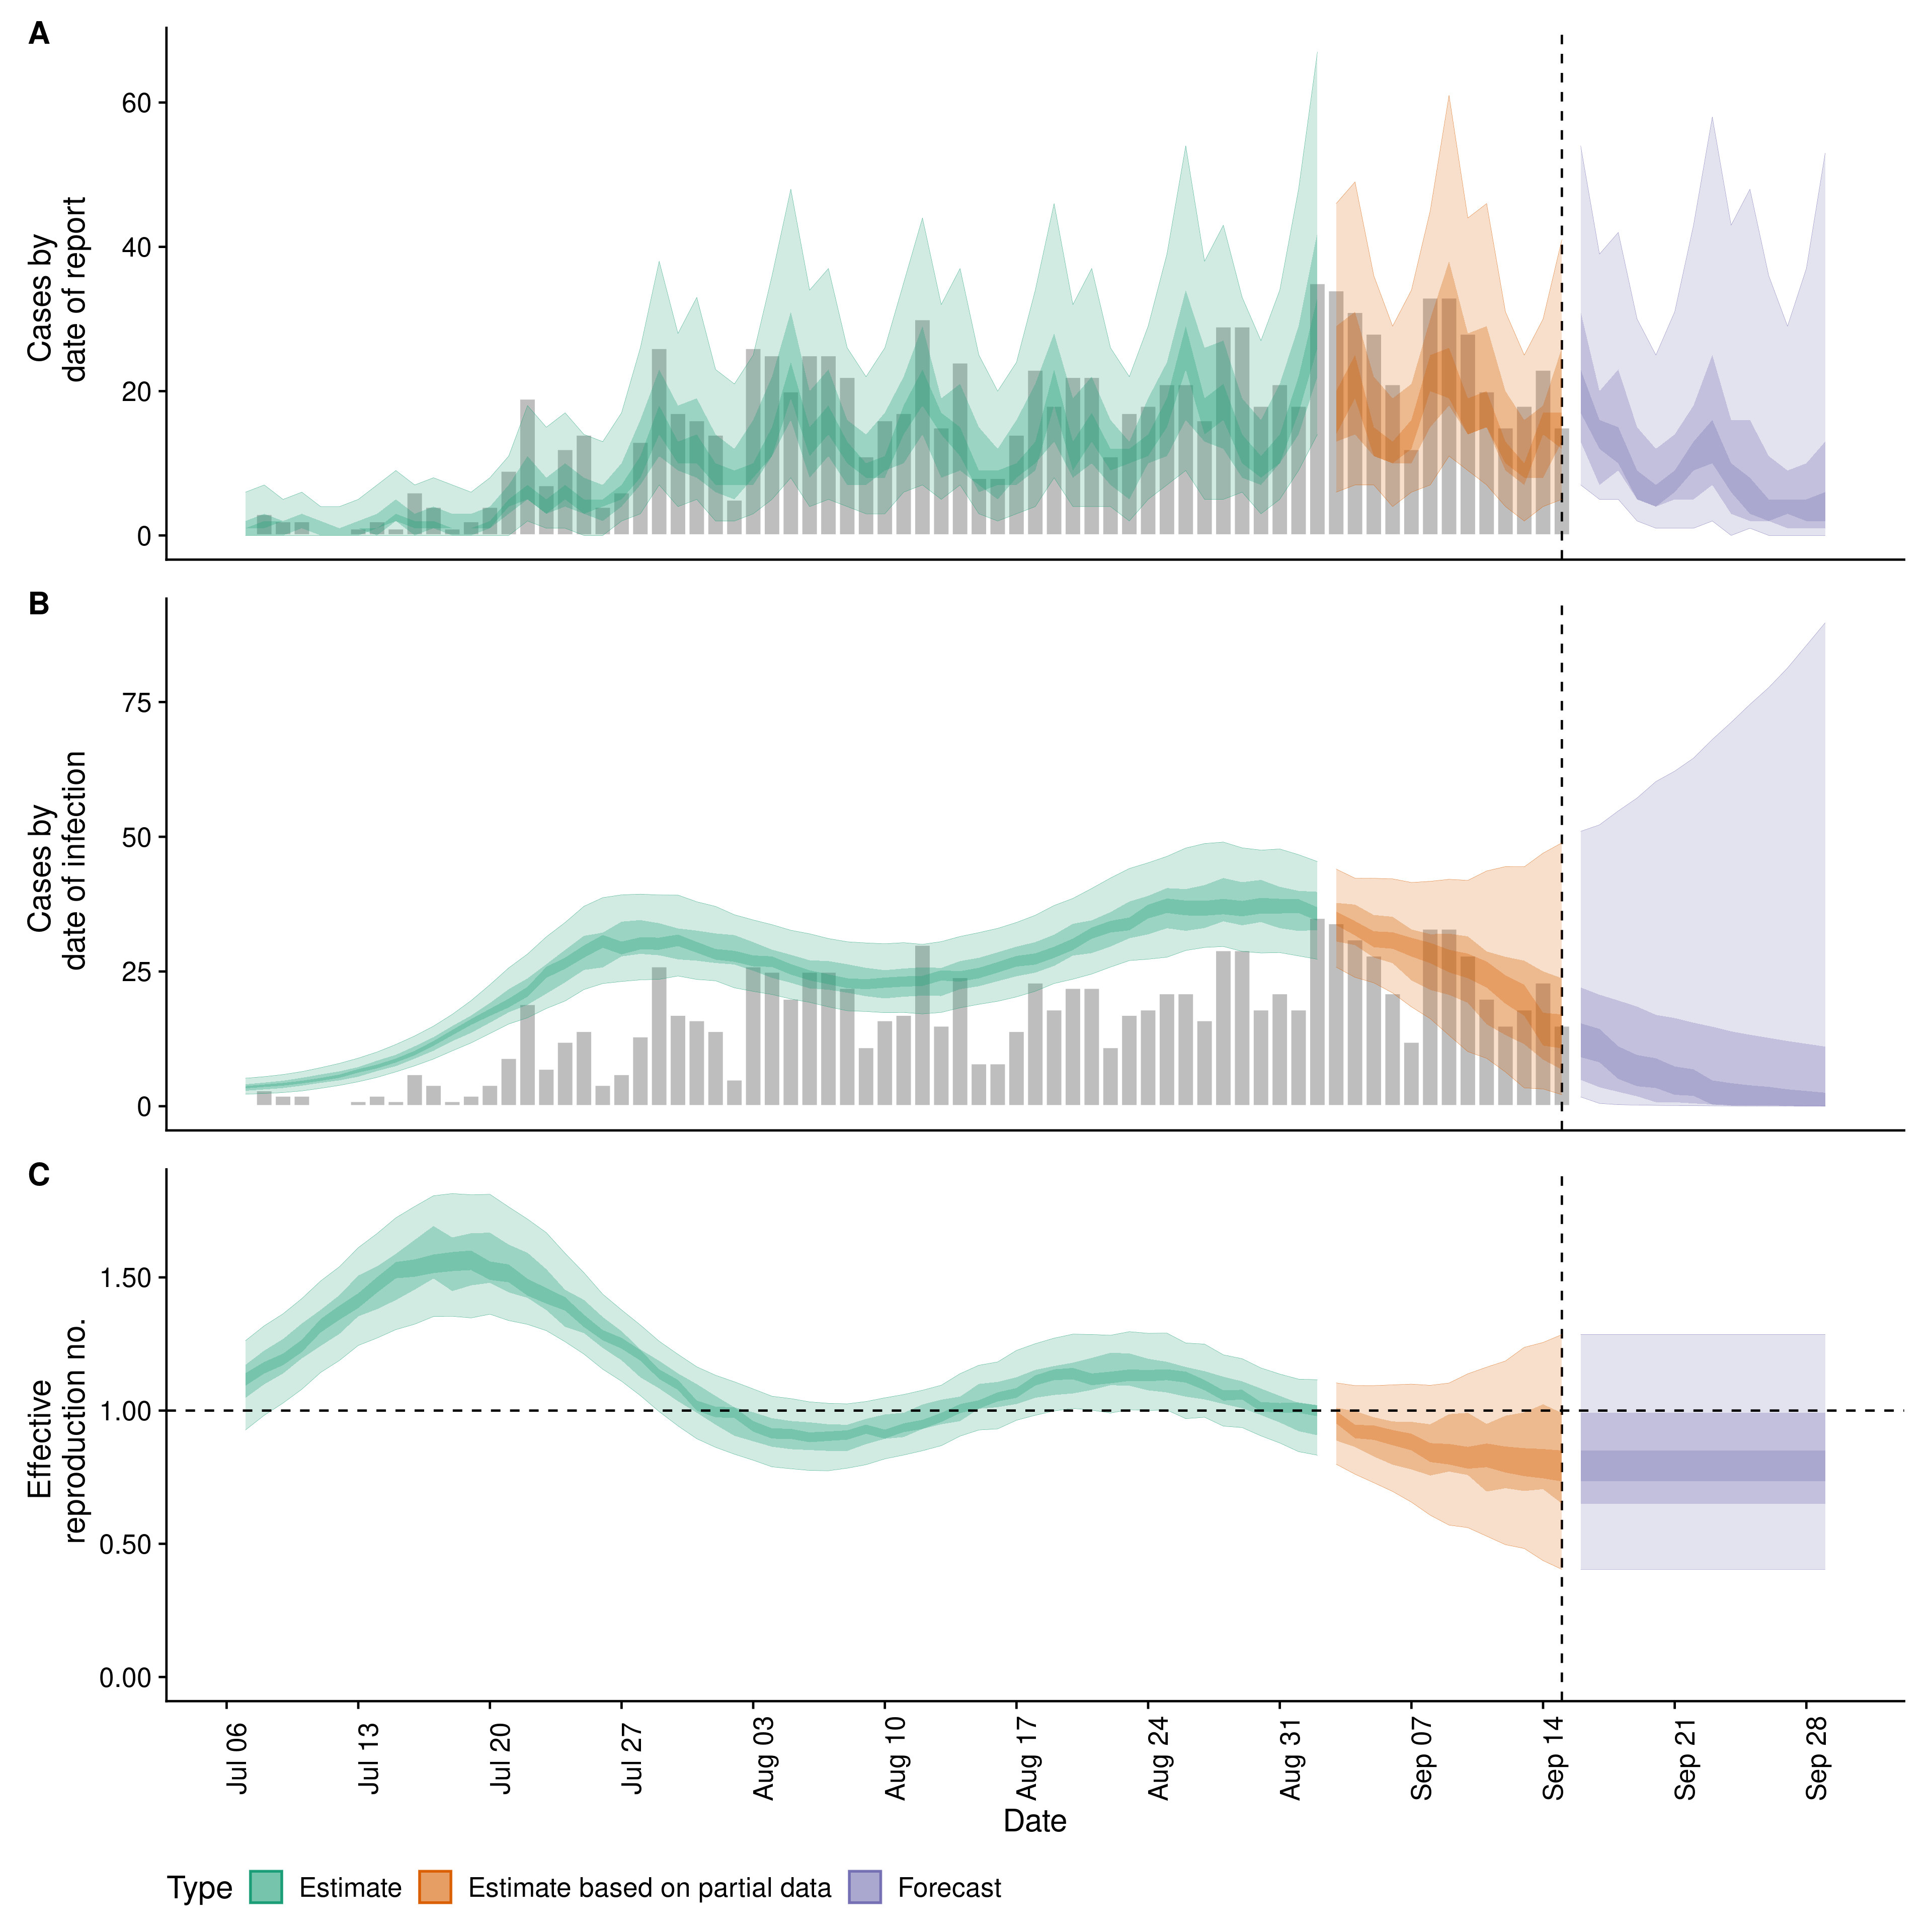 A
Cases by
date of report
60
40
20
0
B
Cases by
date of infection
75
50
25
0
C
Effective
reproduction no.
1.50
1.00
0.50
0.00
Jul 06
Jul 13
Jul 20
Jul 27
Aug 03
Aug 10
Aug 17
Aug 24
Aug 31
Sep 07
Sep 14
Sep 21
Sep 28
Date
Type Estimate Estimate based on partial data Forecast